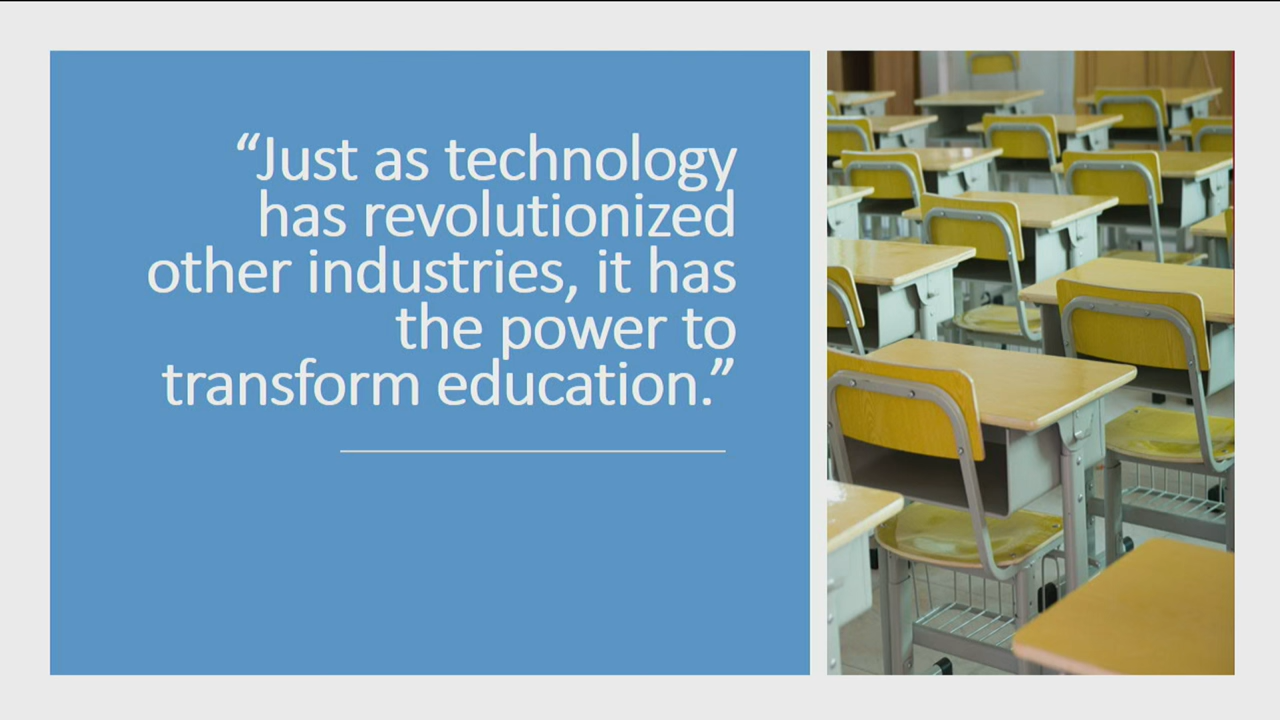 “Just as technology
has revolutionized
other industries, it has
the power to
transform education.”